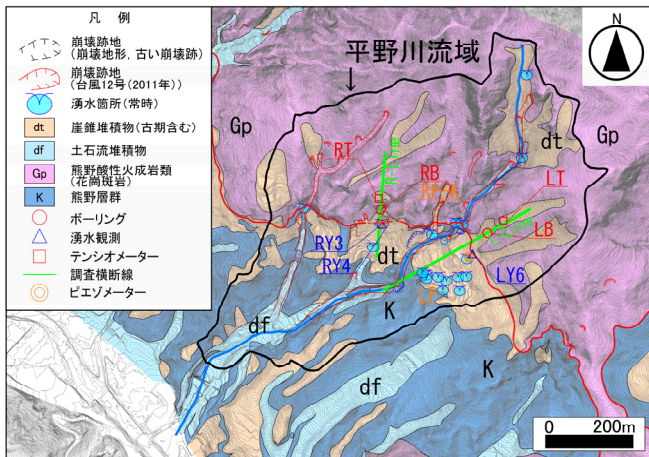 凡 例
崩壊跡地
(崩壊地形,古い崩壊跡)
崩壊跡地
(台風12号(2011年))
湧水箇所(常時)
dt 崖錐堆積物(古期含む)
df 土石流堆積物
Gp 熊野酸性火成岩類
(花崗斑岩)
K 熊野層群
ボーリング
湧水観測
テンシオメーター
調査横断線
ピエゾメーター
平野川流域
N
Gp
Gp
dt
RT
RB
LT
LB
RY3
RY4
dt
LY6
K
df
K
df
0 200m